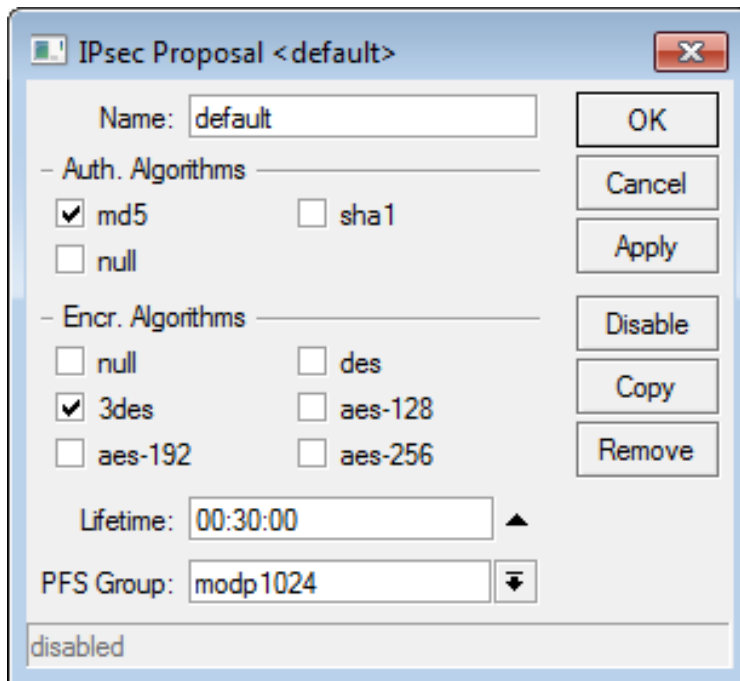 IPsec Proposal <default>
Name: default
OK
Auth. Algorithms
Cancel
md5 sha1
Apply
null
Encr. Algorithms
Disable
null des
Copy
3des aes-128
Remove
aes-192 aes-256
Lifetime: 00:30:00
PFS Group: modp1024
disabled